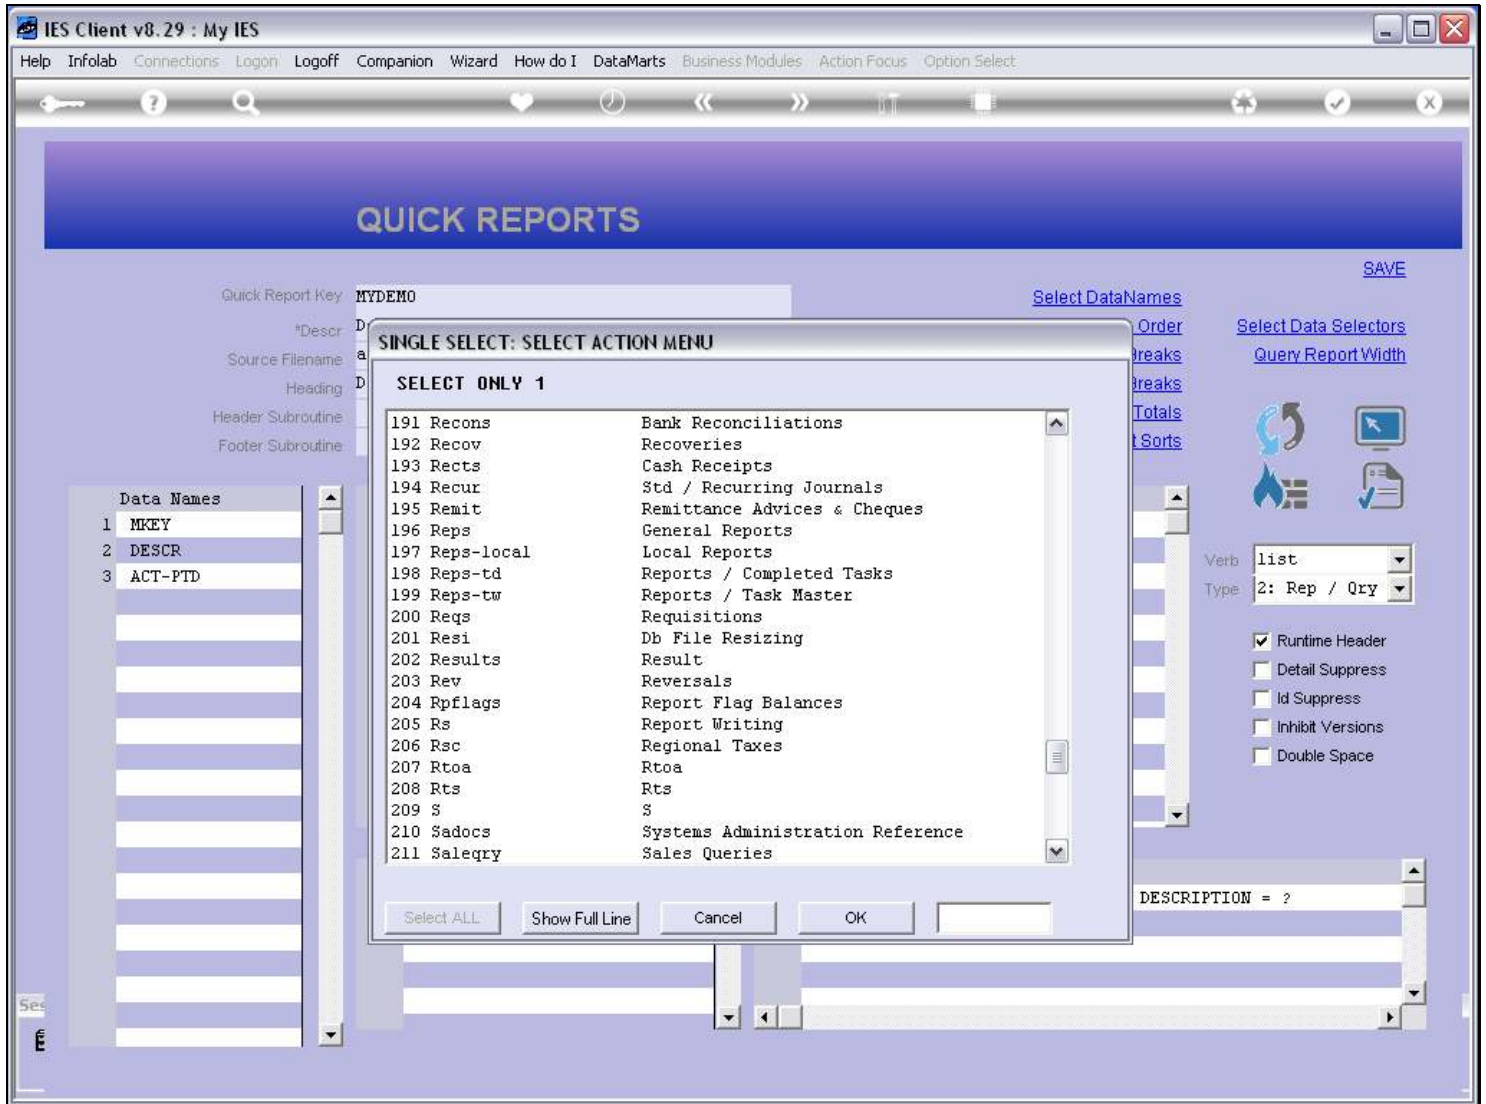 IES Client v8.29 : My IES
Help Infolab Connections Logon Logoff Companion Wizard How do I DataMarts Business Modules Action Focus Option Select
QUICK REPORTS
SAVE
Quick Report Key MYDEMO
Select DataNames
*Descr
Order
Select Data Selectors
Source Filename
Query Report Width
Heading
Header Subroutine
Totals
Footer Subroutine
Sorts
SINGLE SELECT: SELECT ACTION MENU
SELECT ONLY 1
191 Recons Bank Reconciliations
192 Recov Recoveries
193 Rects Cash Receipts
194 Recur Std / Recurring Journals
195 Remit Remittance Advices & Cheques
196 Reps General Reports
197 Reps-local Local Reports
198 Reps-td Reports / Completed Tasks
199 Reps-tw Reports / Task Master
200 Reqs Requisitions
201 Resi Db File Resizing
202 Results Result
203 Rev Reversals
204 Rpflags Report Flag Balances
205 Rs Report Writing
206 Rsc Regional Taxes
207 Rtoa Rtoa
208 Rts Rts
209 S S
210 Sadocs Systems Administration Reference
211 Saleqry Sales Queries
Select ALL Show Full Line Cancel OK
Data Names
1 MKEY
2 DESCR
3 ACT-PTD
Verb list
Type 2: Rep / Qry
Runtime Header
Detail Suppress
Id Suppress
Inhibit Versions
Double Space
DESCRIPTION = ?